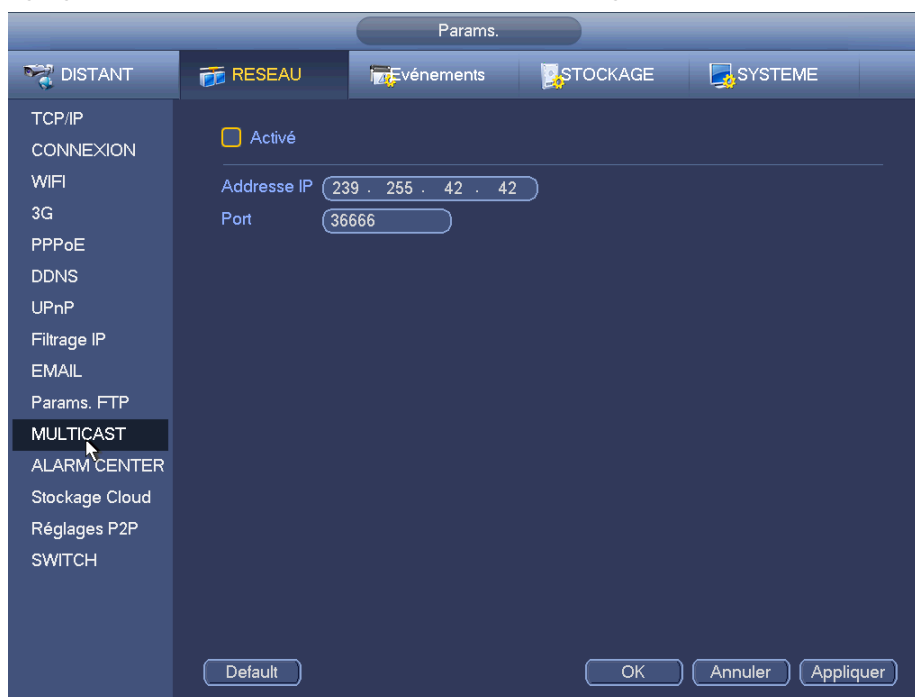 Params.
DISTANT
RESEAU
Evénements
STOCKAGE
SYSTEME
TCP/IP
CONNEXION
WIFI
3G
PPPoE
DDNS
UPnP
Filtrage IP
EMAIL
Params. FTP
MULTICAST
ALARM CENTER
Stockage Cloud
Réglages P2P
SWITCH
Activé
Addresse IP 239 . 255 . 42 . 42
Port 36666
Default
OK
Annuler
Appliquer